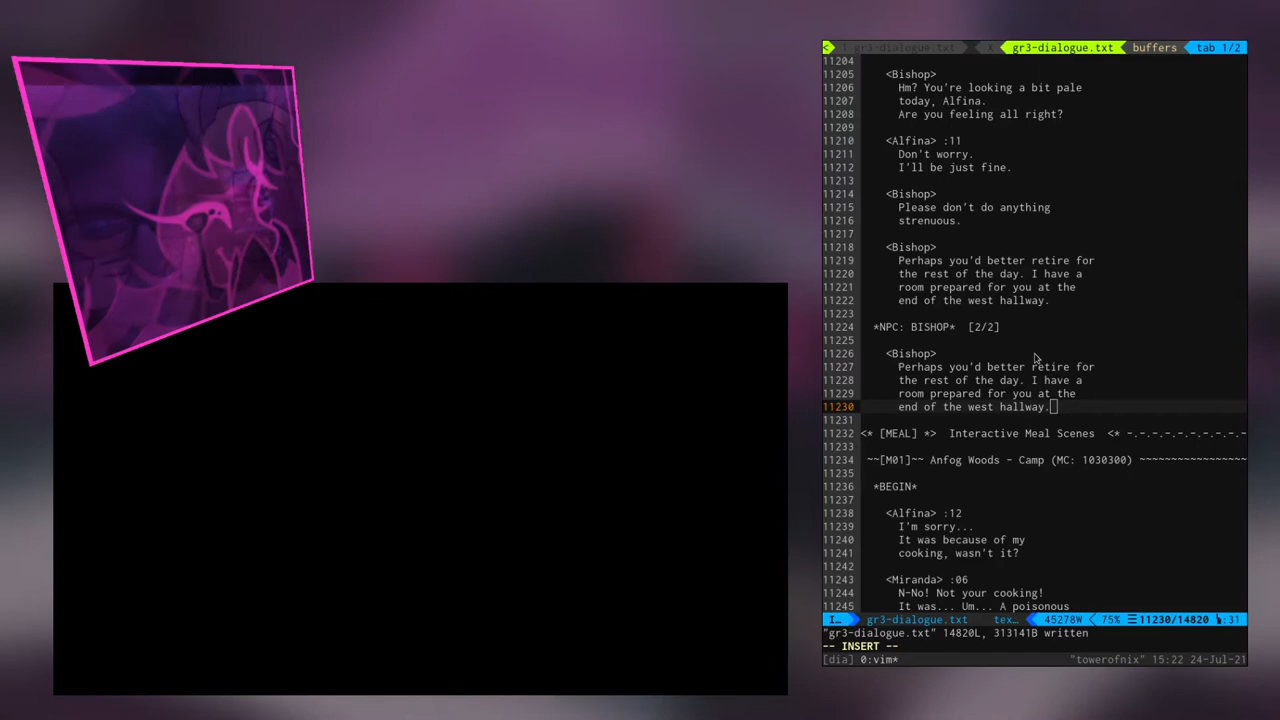 < 1 gr3-dialogue.txt X gr3-dialogue.txt buffers tab 1/2
11204
11205 <Bishop>
11206 Hm? You're looking a bit pale
11207 today, Alfina.
11208 Are you feeling all right?
11209
11210 <Alfina> :11
11211 Don't worry.
11212 I'll be just fine.
11213
11214 <Bishop>
11215 Please don't do anything
11216 strenuous.
11217
11218 <Bishop>
11219 Perhaps you'd better retire for
11220 the rest of the day. I have a
11221 room prepared for you at the
11222 end of the west hallway.
11223
11224 *NPC: BISHOP* [2/2]
11225
11226 <Bishop>
11227 Perhaps you'd better retire for
11228 the rest of the day. I have a
11229 room prepared for you at the
11230 end of the west hallway.
11231
11232 <* [MEAL] *> Interactive Meal Scenes <* -.-.-.-.-.-.-.-.-.-
11233
11234 ~~[M01]~~ Anfog Woods - Camp (MC: 1030300) ~~~~~~~~~~~~~~~~~
11235
11236 *BEGIN*
11237
11238 <Alfina> :12
11239 I'm sorry...
11240 It was because of my
11241 cooking, wasn't it?
11242
11243 <Miranda> :06
11244 N-No! Not your cooking!
11245 It was... Um... A poisonous
I… gr3-dialogue.txt tex… 45278W 75% ☰11230/14820 :31
"gr3-dialogue.txt" 14820L, 313141B written
-- INSERT --
[dia] 0:vim* "towerofnix" 15:22 24-Jul-21